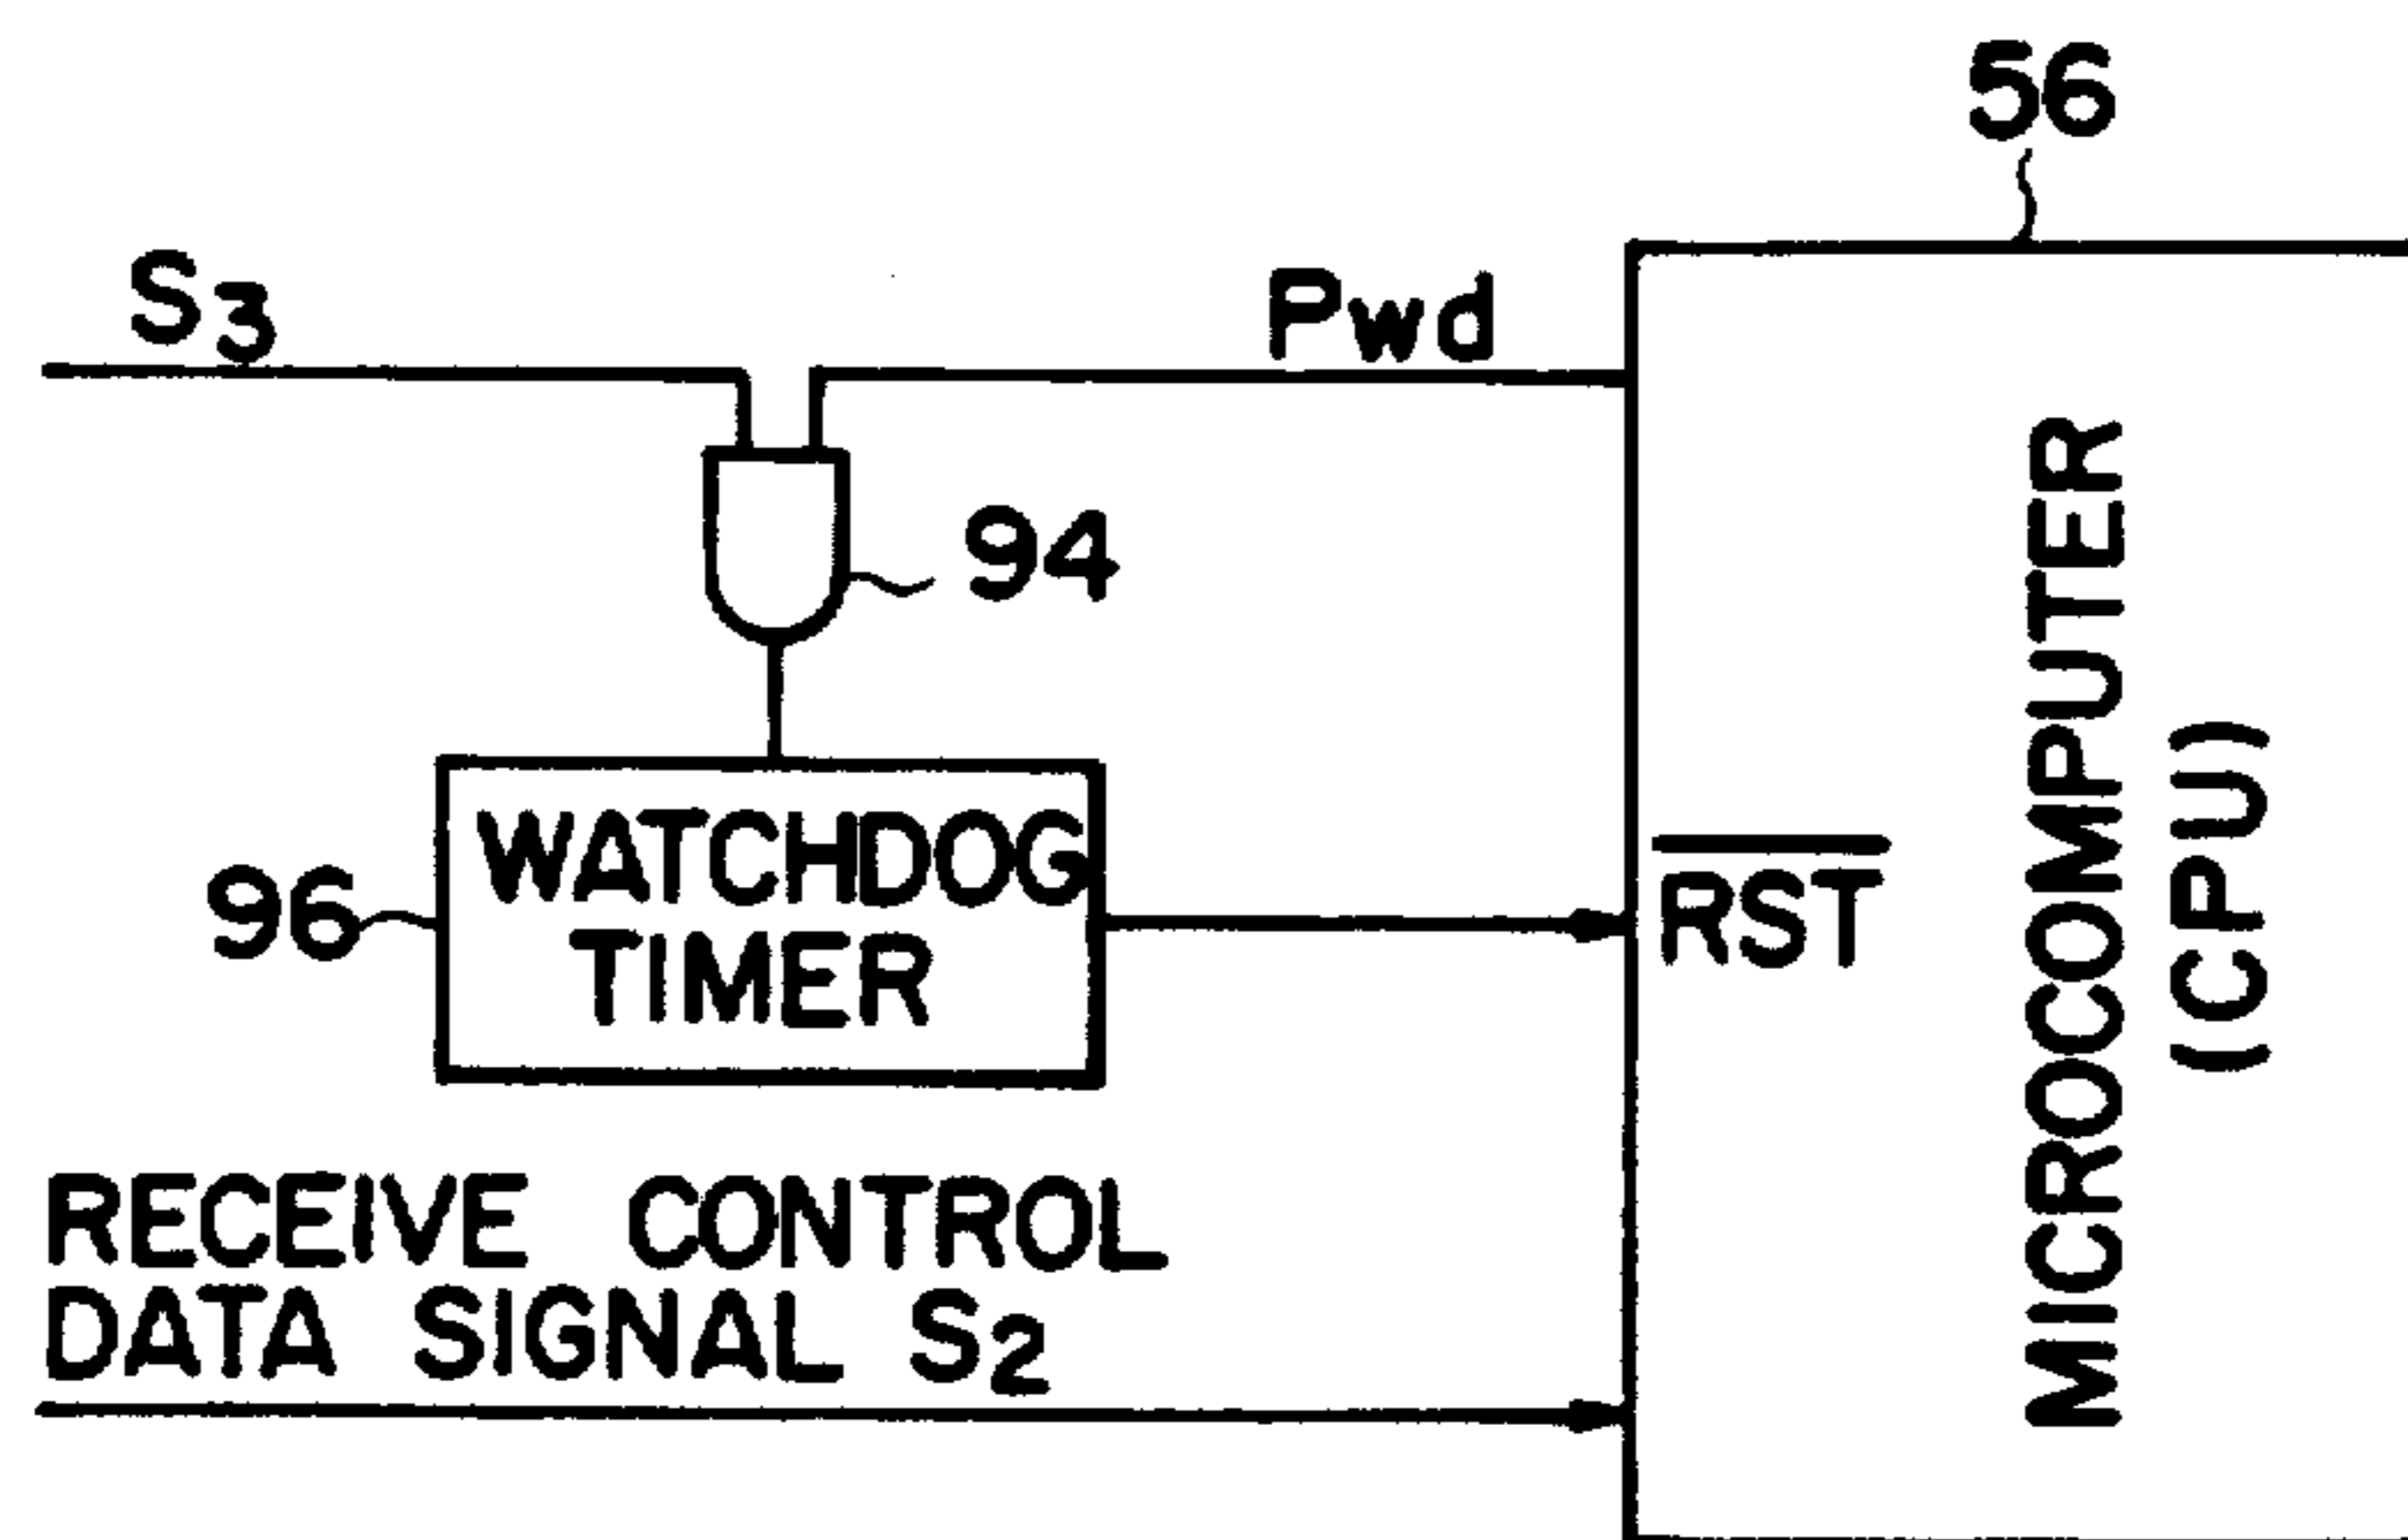 56
S3
Pwd
94
WATCHDOG
TIMER
96
RST
MICROCOMPUTER
(CPU)
RECEIVE CONTROL
DATA SIGNAL S2